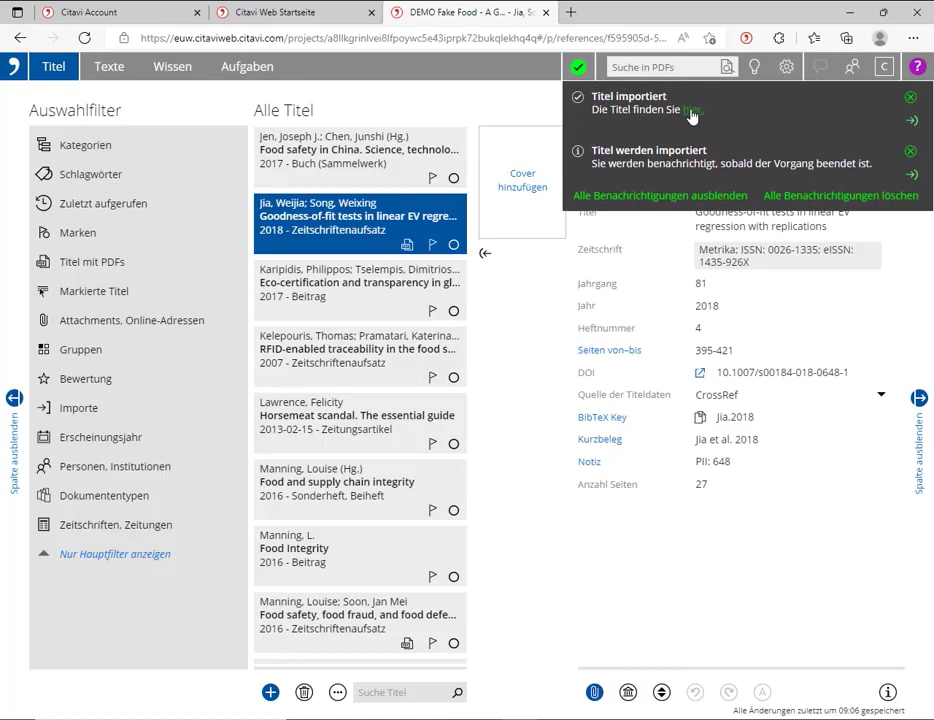 Citavi Account
Citavi Web Startseite
DEMO Fake Food - A G... - Jia, S
https://euw.citaviweb.citavi.com/projects/a8llkgrinlvei8lfpoywc5e43iprpk72bukqlekhq4q#/p/references/f595905d-5...
Titel
Texte
Wissen
Aufgaben
Suche in PDFs
C
?
Titel importiert
Die Titel finden Sie hier.
Titel werden importiert
Sie werden benachrichtigt, sobald der Vorgang beendet ist.
Alle Benachrichtigungen ausblenden
Alle Benachrichtigungen löschen
Auswahlfilter
Kategorien
Schlagwörter
Zuletzt aufgerufen
Marken
Titel mit PDFs
Markierte Titel
Attachments, Online-Adressen
Gruppen
Bewertung
Importe
Erscheinungsjahr
Personen, Institutionen
Dokumententypen
Zeitschriften, Zeitungen
Nur Hauptfilter anzeigen
Spalte ausblenden
Alle Titel
Jen, Joseph J.; Chen, Junshi (Hg.)
Food safety in China. Science, technolo...
2017 - Buch (Sammelwerk)
Jia, Weijia; Song, Weixing
Goodness-of-fit tests in linear EV regre...
2018 - Zeitschriftenaufsatz
Karipidis, Philippos; Tselempis, Dimitrios...
Eco-certification and transparency in gl...
2017 - Beitrag
Kelepouris, Thomas; Pramatari, Katerina...
RFID-enabled traceability in the food s...
2007 - Zeitschriftenaufsatz
Lawrence, Felicity
Horsemeat scandal. The essential guide
2013-02-15 - Zeitungsartikel
Manning, Louise (Hg.)
Food and supply chain integrity
2016 - Sonderheft, Beiheft
Manning, L.
Food Integrity
2016 - Beitrag
Manning, Louise; Soon, Jan Mei
Food safety, food fraud, and food defe...
2016 - Zeitschriftenaufsatz
Suche Titel
Cover
hinzufügen
Titel
Goodness-of-fit tests in linear EV
regression with replications
Zeitschrift
Metrika; ISSN: 0026-1335; eISSN:
1435-926X
Jahrgang
81
Jahr
2018
Heftnummer
4
Seiten von–bis
395-421
DOI
10.1007/s00184-018-0648-1
Quelle der Titeldaten
CrossRef
BibTeX Key
Jia.2018
Kurzbeleg
Jia et al. 2018
Notiz
PII: 648
Anzahl Seiten
27
Spalte ausblenden
A
Alle Änderungen zuletzt um 09:06 gespeichert